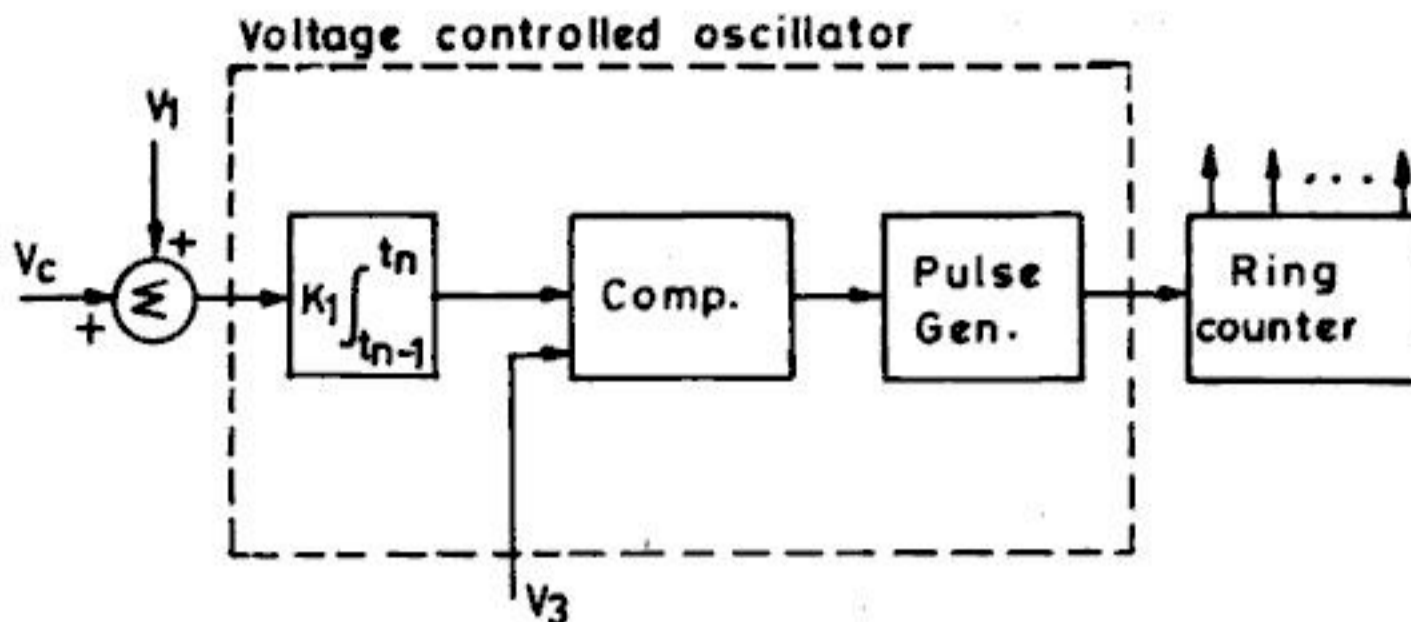 Voltage controlled oscillator
V1
+
Vc
+
Σ
K1 ∫ tn
tn-1
Comp.
Pulse
Gen.
...
Ring
counter
V3